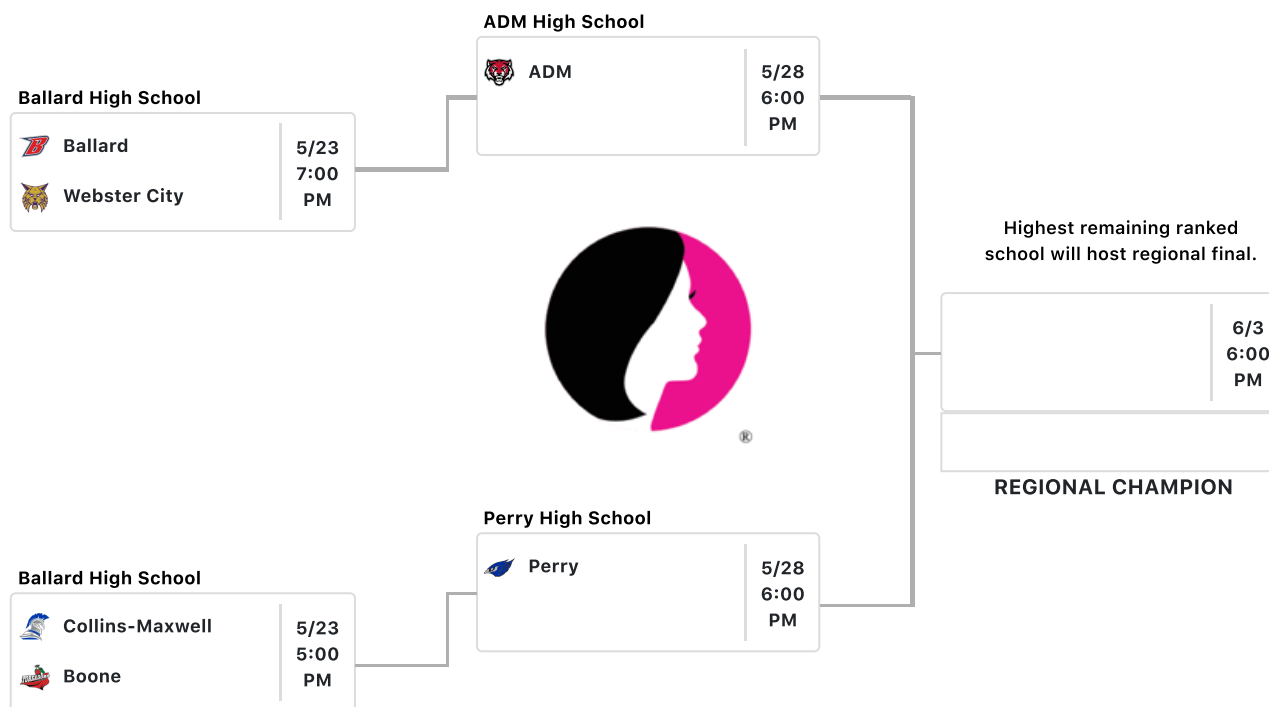 ADM High School
ADM
5/28
6:00
PM
Ballard High School
Ballard
Webster City
5/23
7:00
PM
Highest remaining ranked
school will host regional final.
6/3
6:00
PM
REGIONAL CHAMPION
®
Perry High School
Perry
5/28
6:00
PM
Ballard High School
Collins-Maxwell
Boone
5/23
5:00
PM